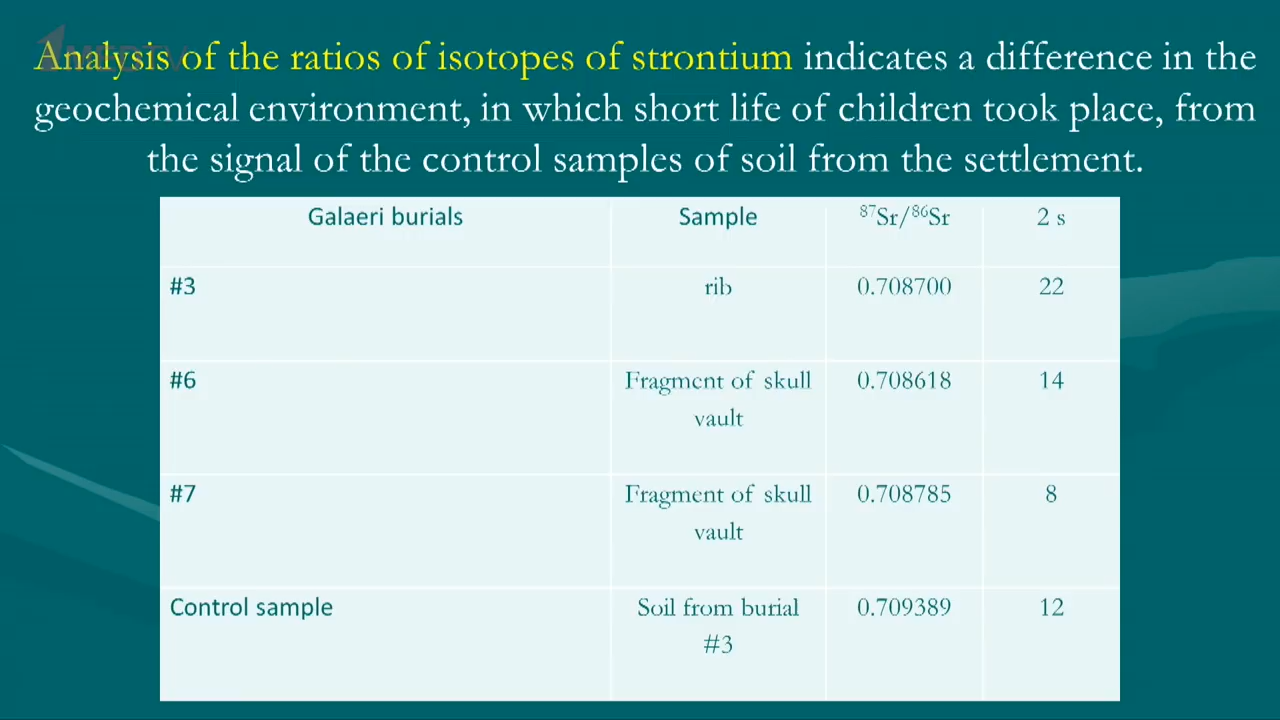 Analysis of the ratios of isotopes of strontium indicates a difference in the
geochemical environment, in which short life of children took place, from
the signal of the control samples of soil from the settlement.
Galaeri burials Sample ⁸⁷Sr/⁸⁶Sr 2 s
#3 rib 0.708700 22
#6 Fragment of skull vault 0.708618 14
#7 Fragment of skull vault 0.708785 8
Control sample Soil from burial #3 0.709389 12